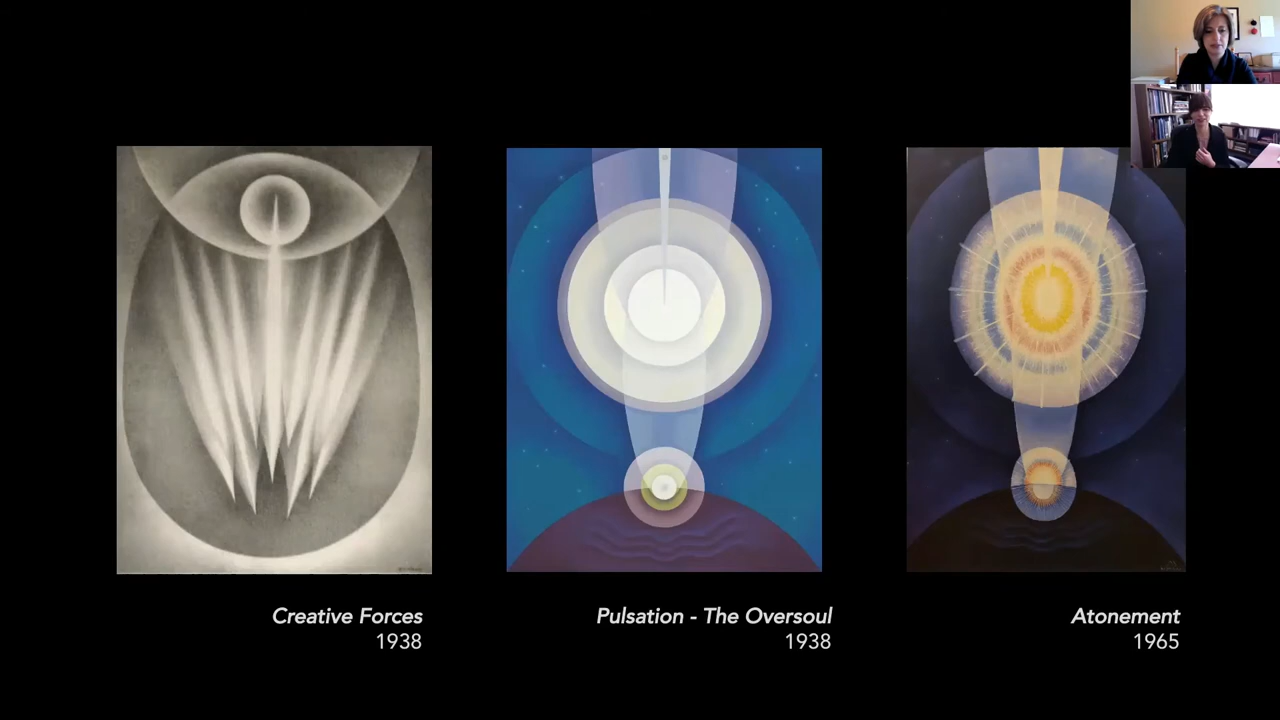 Creative Forces
1938
Pulsation - The Oversoul
1938
Atonement
1965